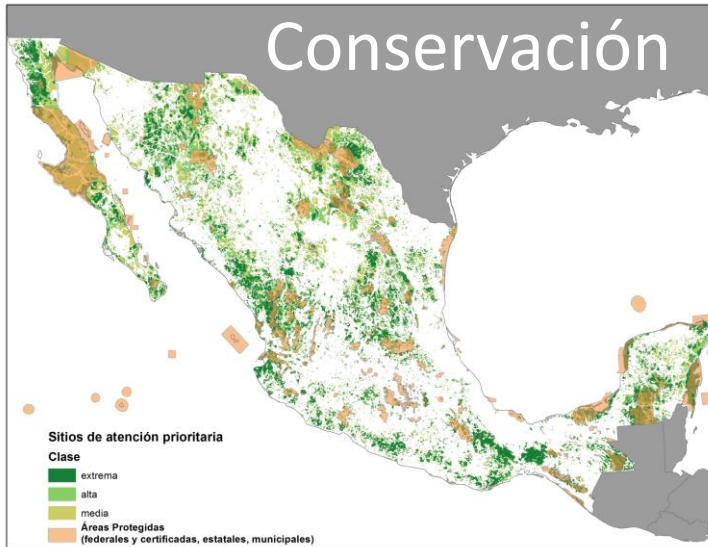 Conservación
Sitios de atención prioritaria
Clase
extrema
alta
media
Áreas Protegidas
(federales y certificadas, estatales, municipales)